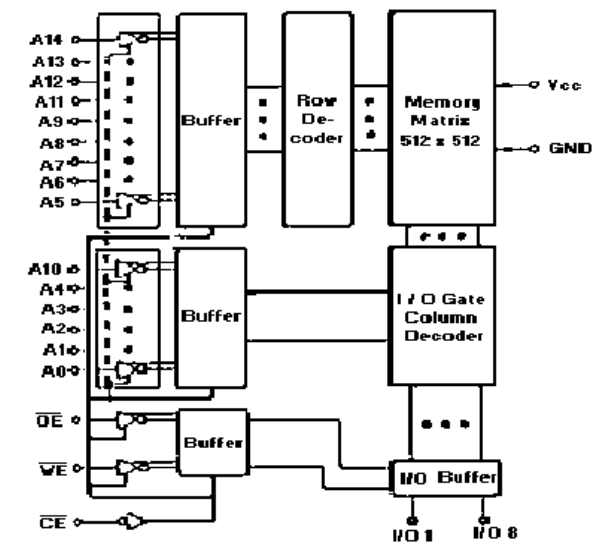 A14
A13
A12
A11
A9
A8
A7
A6
A5
Buffer
Row
De-
coder
Memory
Matrix
512 x 512
Vcc
GND
A10
A4
A3
A2
A1
A0
Buffer
I / O Gate
Column
Decoder
OE
WE
CE
Buffer
I/O Buffer
I/O 1
I/O 8